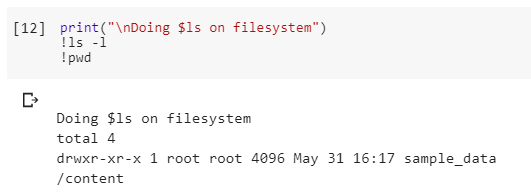 [12] print("\nDoing $ls on filesystem")
!ls -l
!pwd
Doing $ls on filesystem
total 4
drwxr-xr-x 1 root root 4096 May 31 16:17 sample_data
/content